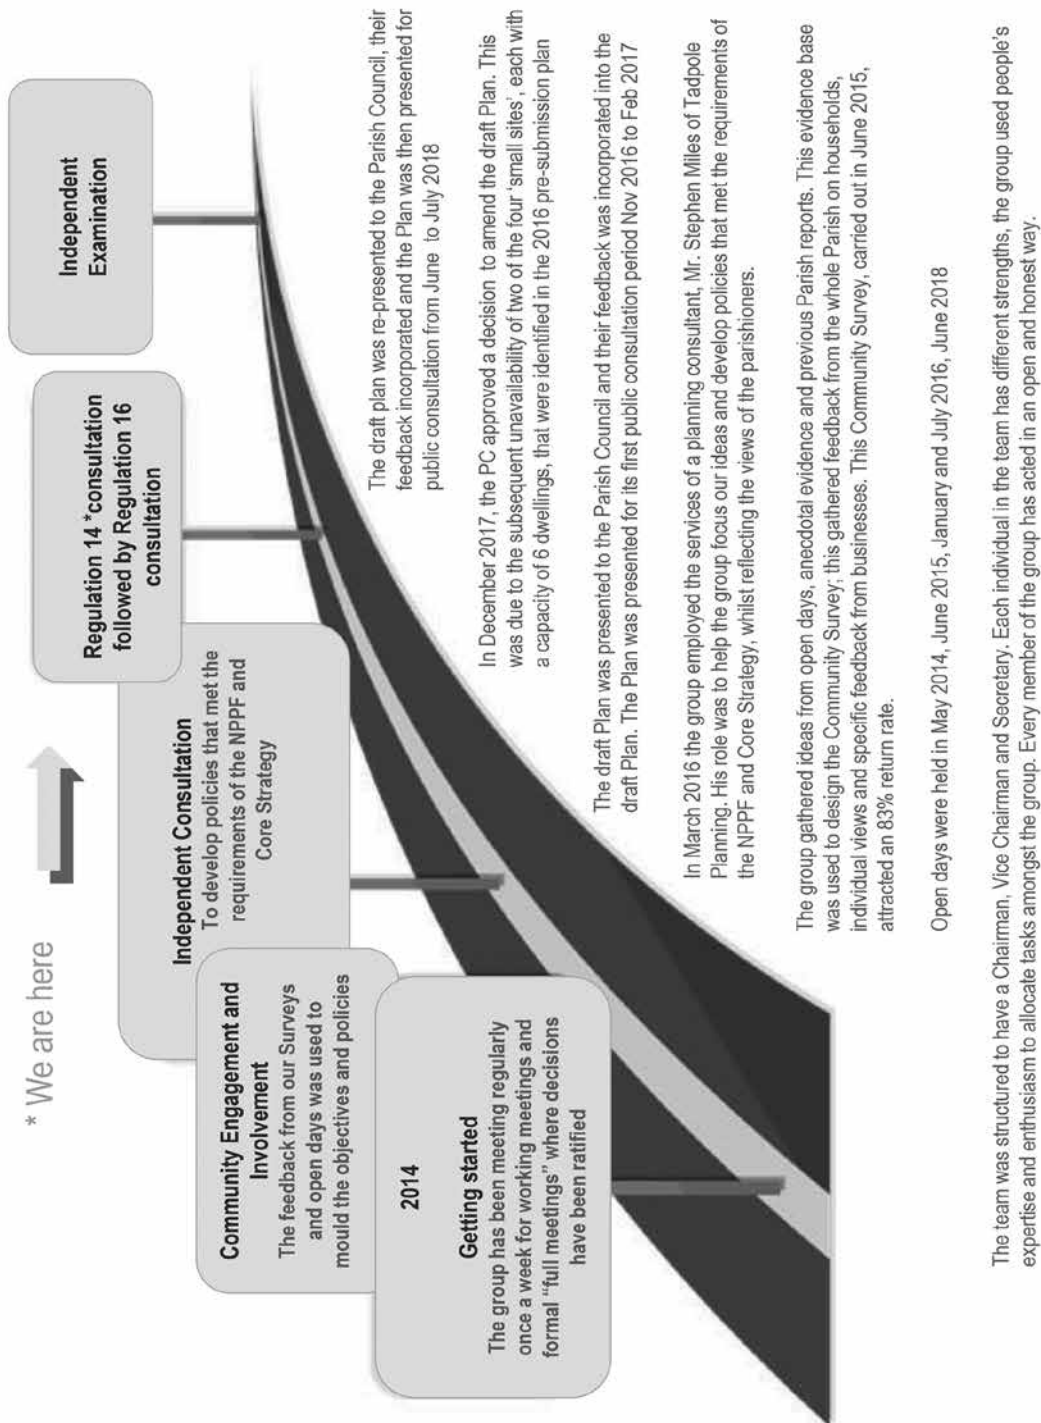 * We are here
Independent
Examination
Regulation 14 *consultation
followed by Regulation 16
consultation
Independent Consultation
To develop policies that met the
requirements of the NPPF and
Core Strategy
Community Engagement and
Involvement
The feedback from our Surveys
and open days was used to
mould the objectives and policies
2014
Getting started
The group has been meeting regularly
once a week for working meetings and
formal “full meetings” where decisions
have been ratified
The draft plan was re-presented to the Parish Council, their
feedback incorporated and the Plan was then presented for
public consultation from June to July 2018
In December 2017, the PC approved a decision to amend the draft Plan. This
was due to the subsequent unavailability of two of the four ‘small sites’, each with
a capacity of 6 dwellings, that were identified in the 2016 pre-submission plan
The draft Plan was presented to the Parish Council and their feedback was incorporated into the
draft Plan. The Plan was presented for its first public consultation period Nov 2016 to Feb 2017
In March 2016 the group employed the services of a planning consultant, Mr. Stephen Miles of Tadpole
Planning. His role was to help the group focus our ideas and develop policies that met the requirements of
the NPPF and Core Strategy, whilst reflecting the views of the parishioners.
The group gathered ideas from open days, anecdotal evidence and previous Parish reports. This evidence base
was used to design the Community Survey; this gathered feedback from the whole Parish on households,
individual views and specific feedback from businesses. This Community Survey, carried out in June 2015,
attracted an 83% return rate.
Open days were held in May 2014, June 2015, January and July 2016, June 2018
The team was structured to have a Chairman, Vice Chairman and Secretary. Each individual in the team has different strengths, the group used people’s
expertise and enthusiasm to allocate tasks amongst the group. Every member of the group has acted in an open and honest way.